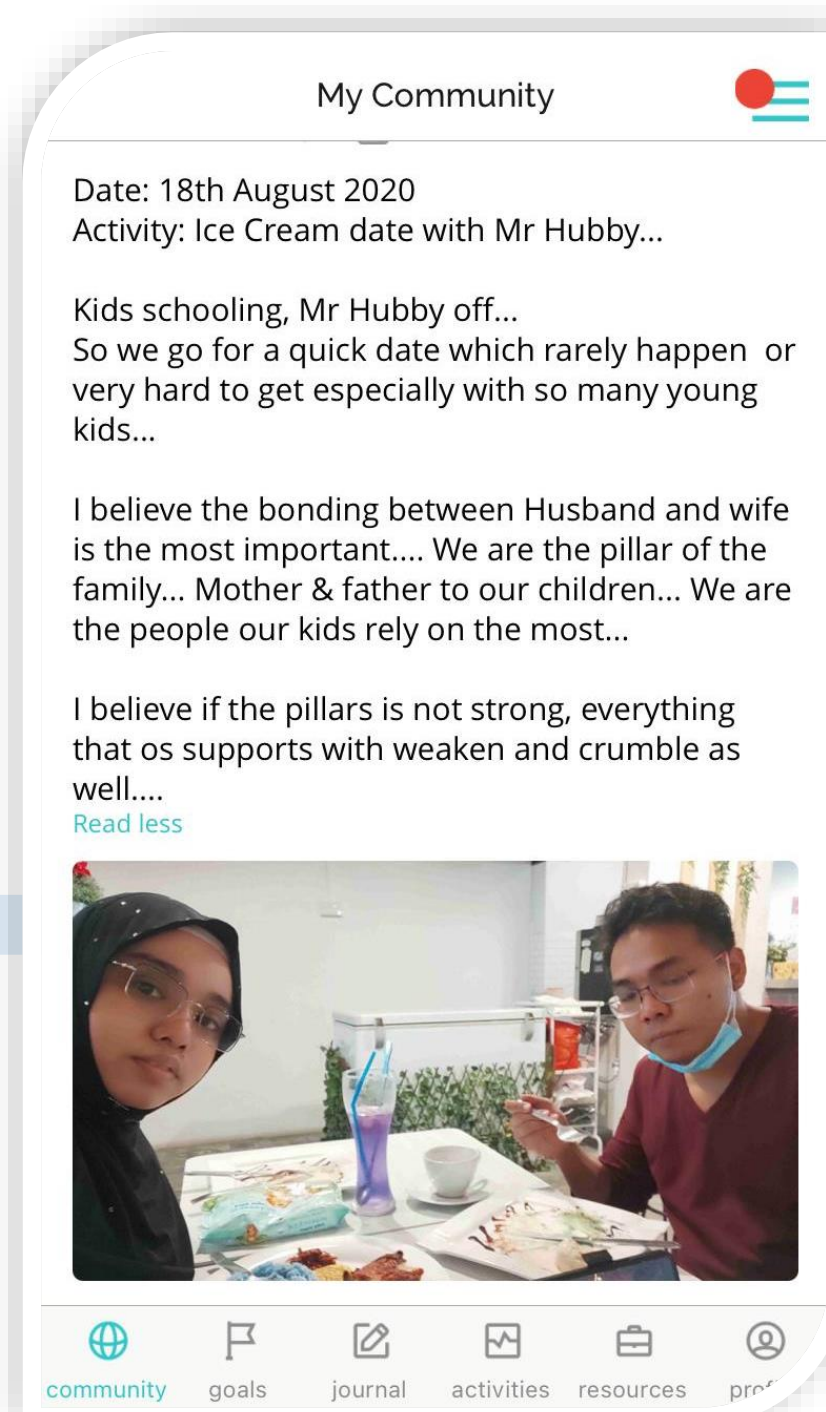 My Community
Date: 18th August 2020
Activity: Ice Cream date with Mr Hubby...
Kids schooling, Mr Hubby off...
So we go for a quick date which rarely happen  or
very hard to get especially with so many young
kids...
I believe the bonding between Husband and wife
is the most important.... We are the pillar of the
family... Mother & father to our children... We are
the people our kids rely on the most...
I believe if the pillars is not strong, everything
that os supports with weaken and crumble as
well....
Read less
community goals journal activities resources